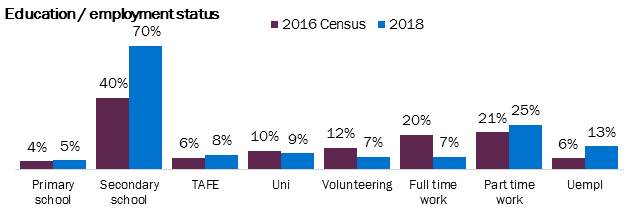 Education / employment status
2016 Census 2018
4% 5% 40% 70% 6% 8% 10% 9% 12% 7% 20% 7% 21% 25% 6% 13%
Primary school
Secondary school
TAFE
Uni
Volunteering
Full time work
Part time work
Uempl